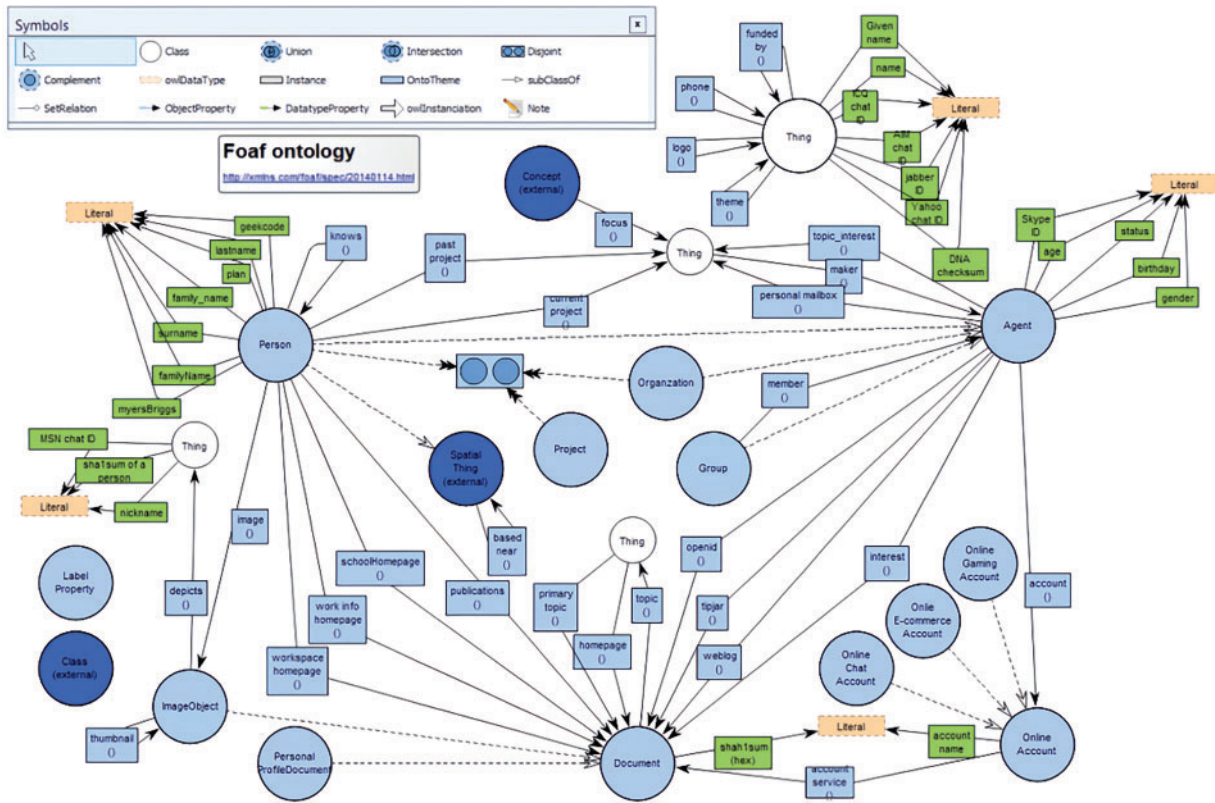 Symbols
x
Class
Union
Intersection
Disjoint
Complement
owlDataType
Instance
OntoTheme
subClassOf
SetRelation
ObjectProperty
DatatypeProperty
owlInstanciation
Note
Foaf ontology
http://xmlns.com/foaf/spec/20140114.html
funded
by
()
phone
()
logo
()
theme
()
Thing
Given
name
name
ICQ
chat
ID
AIM
chat
ID
jabber ID
Yahoo
chat ID
DNA
checksum
Literal
Concept
(external)
focus
()
Thing
Literal
geekcode
lastname
plan
family_name
surname
familyName
myersBriggs
knows
()
Person
past
project
()
current
project
()
topic_interest
()
maker
()
personal mailbox
()
Literal
Skype
ID
age
status
birthday
gender
Agent
Organzation
member
()
Project
Group
Spatial
Thing
(external)
based
near
()
MSN chat ID
Thing
sha1sum of a
person
Literal
nickname
image
()
Label
Property
depicts
()
Class
(external)
ImageObject
thumbnail
()
schoolHomepage
()
work info
homepage
()
workspace
homepage
()
publications
()
Thing
primary
topic
()
homepage
()
topic
()
openid
()
tipjar
()
weblog
()
interest
()
Online
Gaming
Account
Onlie
E-commerce
Account
Online
Chat
Account
account
()
Personal
ProfileDocument
Document
shah1sum
(hex)
Literal
account
name
account
service
()
Online
Account